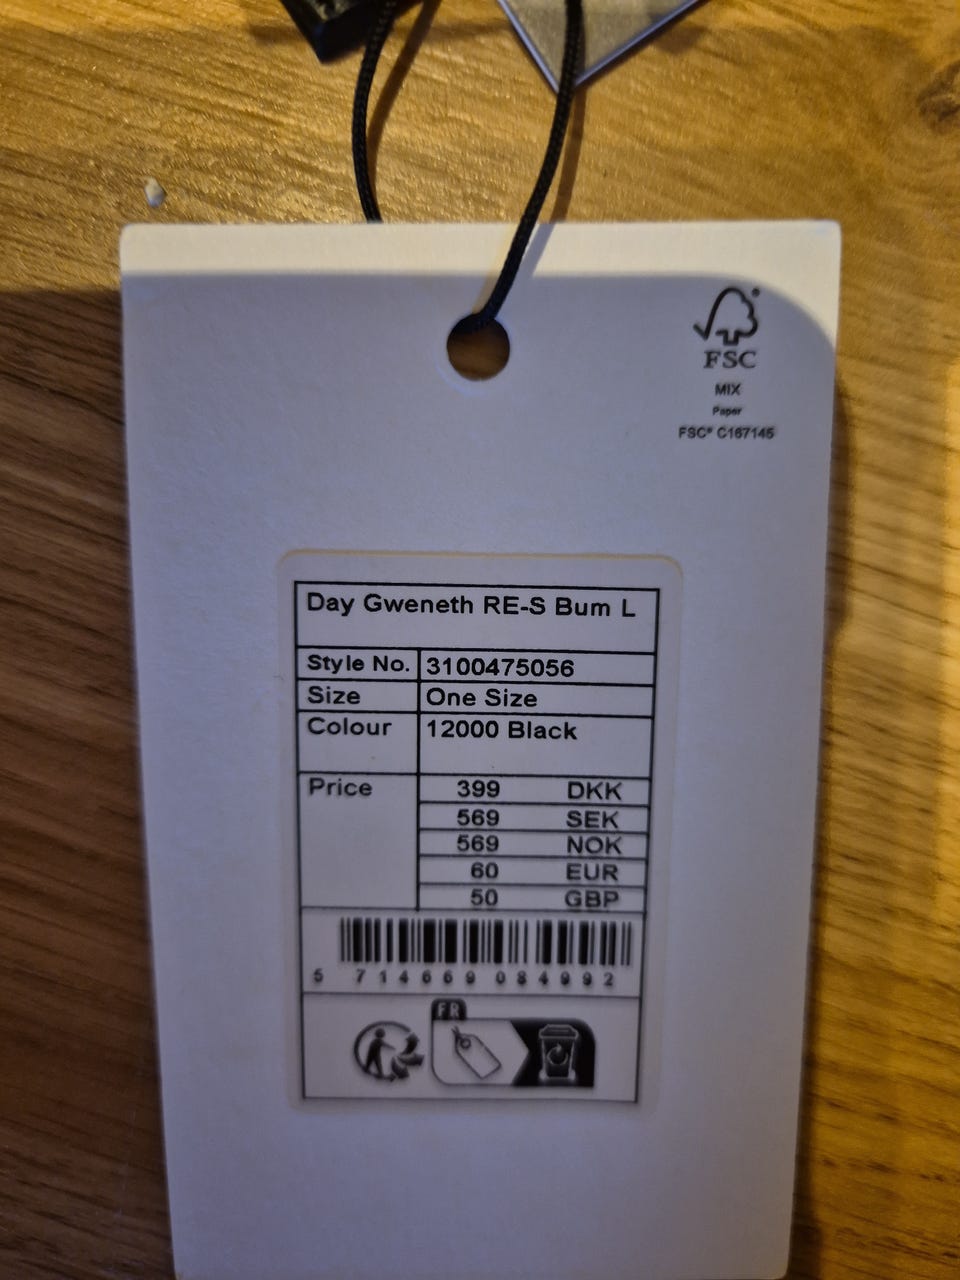 FSC
MIX
Paper
FSC® C167145
Day Gweneth RE-S Bum L
Style No. 3100475056
Size One Size
Colour 12000 Black
Price 399 DKK
569 SEK
569 NOK
60 EUR
50 GBP
5 714669 084992
FR